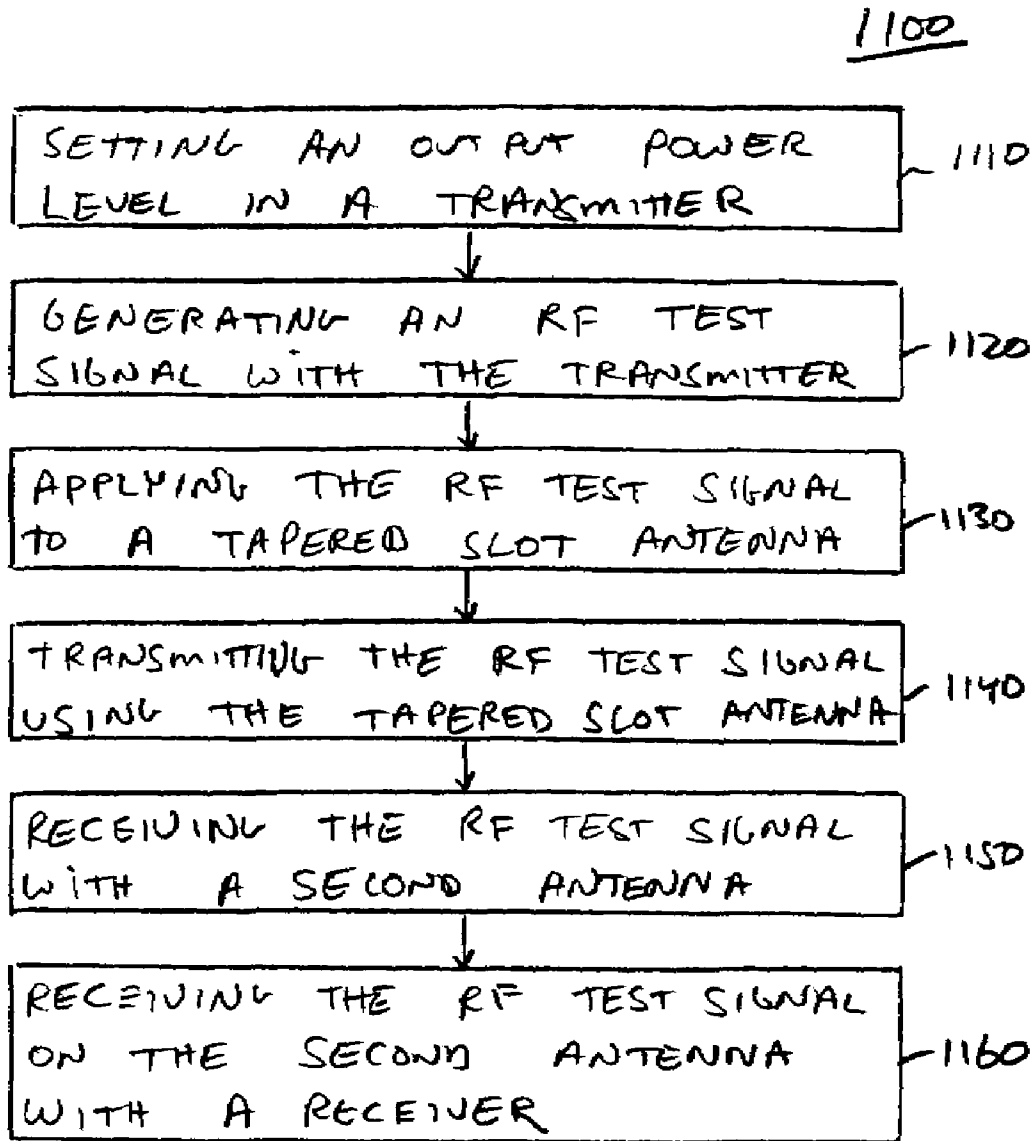 1100
SETTING AN OUTPUT POWER
LEVEL IN A TRANSMITTER
1110
GENERATING AN RF TEST
SIGNAL WITH THE TRANSMITTER
1120
APPLYING THE RF TEST SIGNAL
TO A TAPERED SLOT ANTENNA
1130
TRANSMITTING THE RF TEST SIGNAL
USING THE TAPERED SLOT ANTENNA
1140
RECEIVING THE RF TEST SIGNAL
WITH A SECOND ANTENNA
1150
RECEIVING THE RF TEST SIGNAL
ON THE SECOND ANTENNA
WITH A RECEIVER
1160